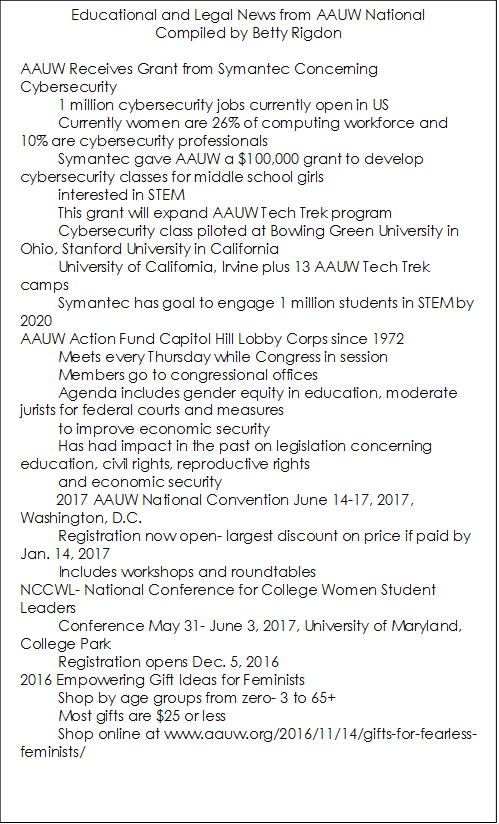 Educational and Legal News from AAUW National
Compiled by Betty Rigdon
AAUW Receives Grant from Symantec Concerning
Cybersecurity
1 million cybersecurity jobs currently open in US
Currently women are 26% of computing workforce and
10% are cybersecurity professionals
Symantec gave AAUW a $100,000 grant to develop
cybersecurity classes for middle school girls
interested in STEM
This grant will expand AAUW Tech Trek program
Cybersecurity class piloted at Bowling Green University in
Ohio, Stanford University in California
University of California, Irvine plus 13 AAUW Tech Trek
camps
Symantec has goal to engage 1 million students in STEM by
2020
AAUW Action Fund Capitol Hill Lobby Corps since 1972
Meets every Thursday while Congress in session
Members go to congressional offices
Agenda includes gender equity in education, moderate
jurists for federal courts and measures
to improve economic security
Has had impact in the past on legislation concerning
education, civil rights, reproductive rights
and economic security
2017 AAUW National Convention June 14-17, 2017,
Washington, D.C.
Registration now open- largest discount on price if paid by
Jan. 14, 2017
Includes workshops and roundtables
NCCWL- National Conference for College Women Student
Leaders
Conference May 31- June 3, 2017, University of Maryland,
College Park
Registration opens Dec. 5, 2016
2016 Empowering Gift Ideas for Feminists
Shop by age groups from zero- 3 to 65+
Most gifts are $25 or less
Shop online at www.aauw.org/2016/11/14/gifts-for-fearless-
feminists/